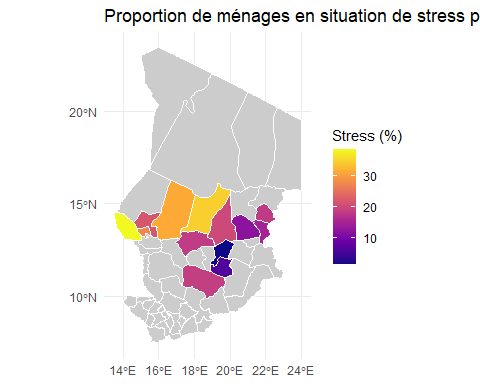 Proportion de ménages en situation de stress p
20°N
15°N
10°N
14°E 16°E 18°E 20°E 22°E 24°E
Stress (%)
30
20
10